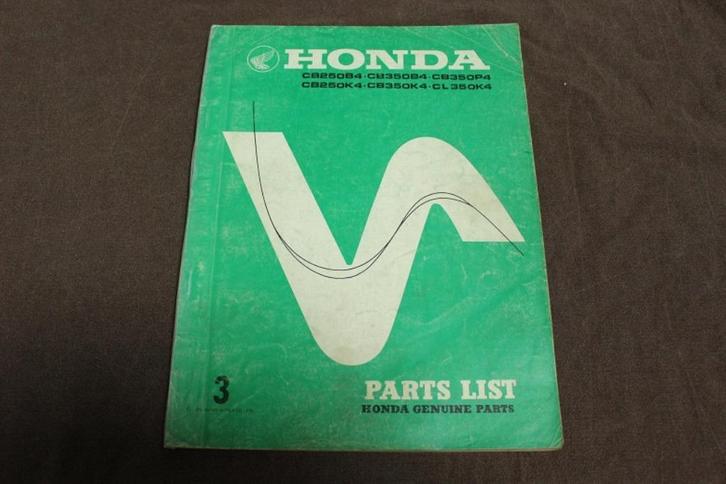 HONDA
CB250B4·CB350B4·CB350P4
CB250K4·CB350K4·CL350K4
3
PARTS LIST
HONDA GENUINE PARTS